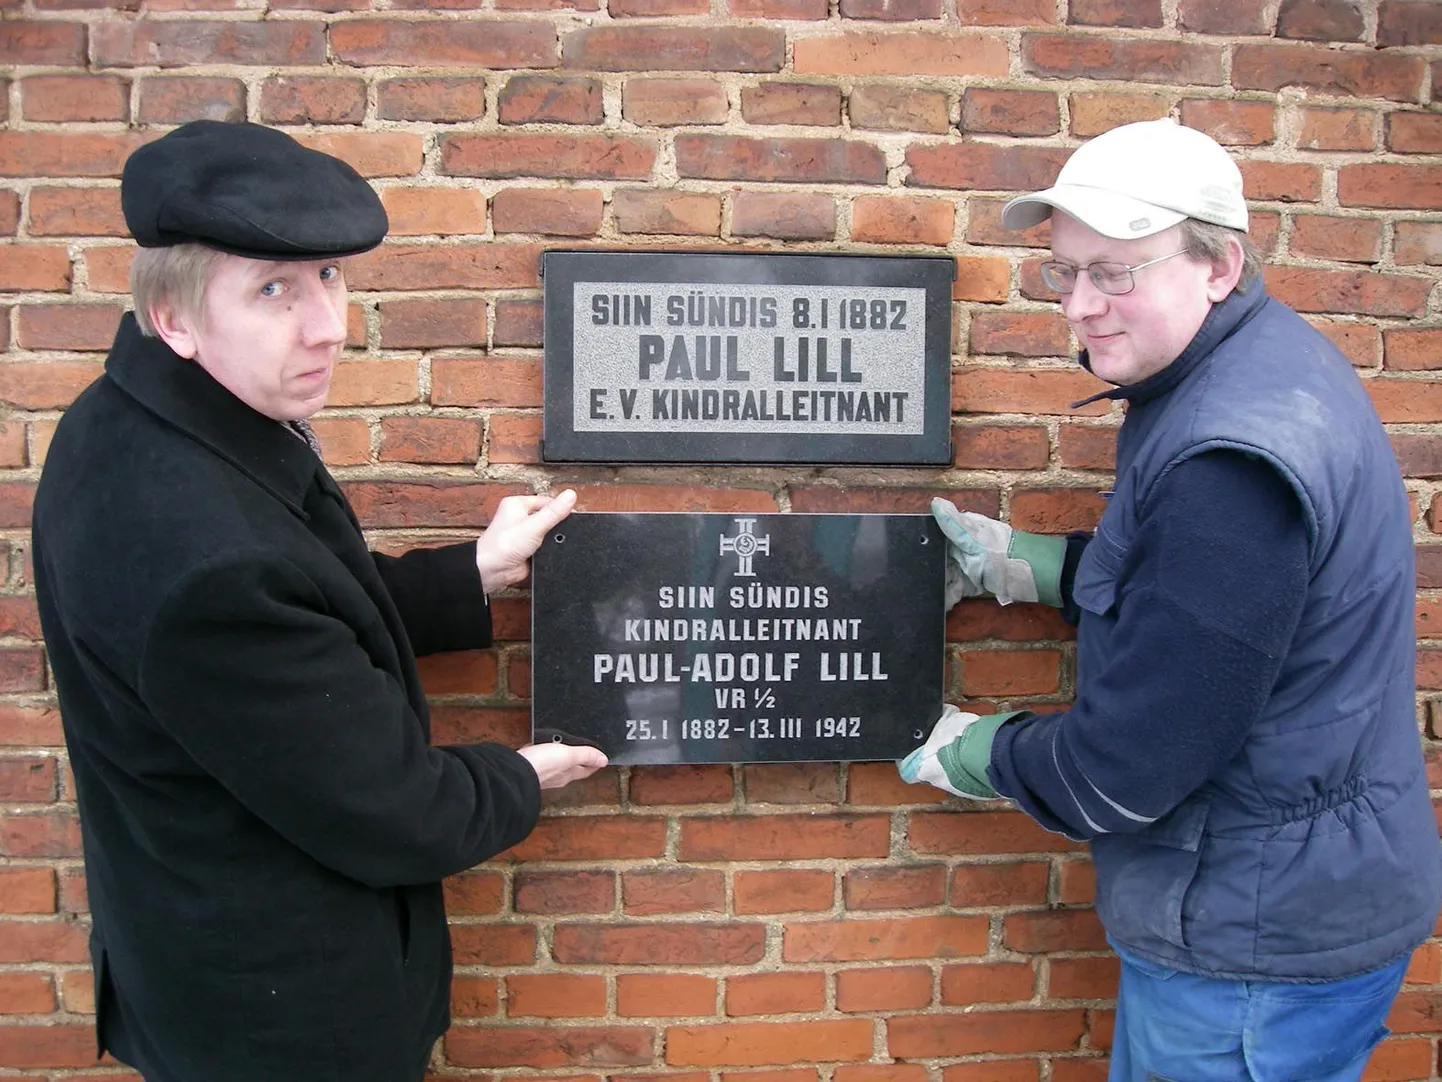 SIIN SÜNDIS 8.I 1882
PAUL LILL
E.V. KINDRALLEITNANT
SIIN SÜNDIS
KINDRALLEITNANT
PAUL-ADOLF LILL
VR ½
25.I 1882-13.III 1942